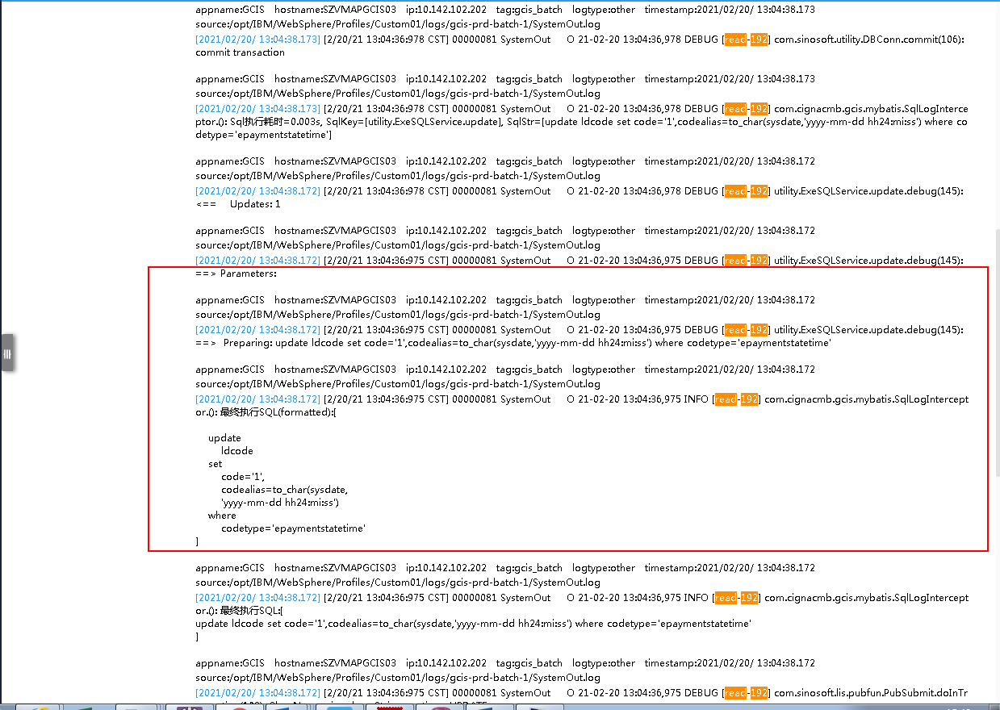 appname:GCIS hostname:SZVMAPGCIS03 ip:10.142.102.202 tag:gcis_batch logtype:other timestamp:2021/02/20/ 13:04:38.173
source:/opt/IBM/WebSphere/Profiles/Custom01/logs/gcis-prd-batch-1/SystemOut.log
[2021/02/20/ 13:04:38.173] [2/20/21 13:04:36:978 CST] 00000081 SystemOut O 21-02-20 13:04:36,978 DEBUG [read-192] com.sinosoft.utility.DBConn.commit(106):
commit transaction
appname:GCIS hostname:SZVMAPGCIS03 ip:10.142.102.202 tag:gcis_batch logtype:other timestamp:2021/02/20/ 13:04:38.173
source:/opt/IBM/WebSphere/Profiles/Custom01/logs/gcis-prd-batch-1/SystemOut.log
[2021/02/20/ 13:04:38.173] [2/20/21 13:04:36:978 CST] 00000081 SystemOut O 21-02-20 13:04:36,978 DEBUG [read-192] com.cignacmb.gcis.mybatis.SqlLogInterce
ptor.(): Sql执行耗时=0.003s, SqlKey=[utility.ExeSQLService.update], SqlStr=[update ldcode set code='1',codealias=to_char(sysdate,'yyyy-mm-dd hh24:mi:ss') where co
detype='epaymentstatetime']
appname:GCIS hostname:SZVMAPGCIS03 ip:10.142.102.202 tag:gcis_batch logtype:other timestamp:2021/02/20/ 13:04:38.172
source:/opt/IBM/WebSphere/Profiles/Custom01/logs/gcis-prd-batch-1/SystemOut.log
[2021/02/20/ 13:04:38.172] [2/20/21 13:04:36:978 CST] 00000081 SystemOut O 21-02-20 13:04:36,978 DEBUG [read-192] utility.ExeSQLService.update.debug(145):
<== Updates: 1
appname:GCIS hostname:SZVMAPGCIS03 ip:10.142.102.202 tag:gcis_batch logtype:other timestamp:2021/02/20/ 13:04:38.172
source:/opt/IBM/WebSphere/Profiles/Custom01/logs/gcis-prd-batch-1/SystemOut.log
[2021/02/20/ 13:04:38.172] [2/20/21 13:04:36:975 CST] 00000081 SystemOut O 21-02-20 13:04:36,975 DEBUG [read-192] utility.ExeSQLService.update.debug(145):
==> Parameters:
appname:GCIS hostname:SZVMAPGCIS03 ip:10.142.102.202 tag:gcis_batch logtype:other timestamp:2021/02/20/ 13:04:38.172
source:/opt/IBM/WebSphere/Profiles/Custom01/logs/gcis-prd-batch-1/SystemOut.log
[2021/02/20/ 13:04:38.172] [2/20/21 13:04:36:975 CST] 00000081 SystemOut O 21-02-20 13:04:36,975 DEBUG [read-192] utility.ExeSQLService.update.debug(145):
==> Preparing: update ldcode set code='1',codealias=to_char(sysdate,'yyyy-mm-dd hh24:mi:ss') where codetype='epaymentstatetime'
appname:GCIS hostname:SZVMAPGCIS03 ip:10.142.102.202 tag:gcis_batch logtype:other timestamp:2021/02/20/ 13:04:38.172
source:/opt/IBM/WebSphere/Profiles/Custom01/logs/gcis-prd-batch-1/SystemOut.log
[2021/02/20/ 13:04:38.172] [2/20/21 13:04:36:975 CST] 00000081 SystemOut O 21-02-20 13:04:36,975 INFO [read-192] com.cignacmb.gcis.mybatis.SqlLogIntercept
or.(): 最终执行SQL(formatted):[
update
ldcode
set
code='1',
codealias=to_char(sysdate,
'yyyy-mm-dd hh24:mi:ss')
where
codetype='epaymentstatetime'
]
appname:GCIS hostname:SZVMAPGCIS03 ip:10.142.102.202 tag:gcis_batch logtype:other timestamp:2021/02/20/ 13:04:38.172
source:/opt/IBM/WebSphere/Profiles/Custom01/logs/gcis-prd-batch-1/SystemOut.log
[2021/02/20/ 13:04:38.172] [2/20/21 13:04:36:975 CST] 00000081 SystemOut O 21-02-20 13:04:36,975 INFO [read-192] com.cignacmb.gcis.mybatis.SqlLogIntercept
or.(): 最终执行SQL:[
update ldcode set code='1',codealias=to_char(sysdate,'yyyy-mm-dd hh24:mi:ss') where codetype='epaymentstatetime'
]
appname:GCIS hostname:SZVMAPGCIS03 ip:10.142.102.202 tag:gcis_batch logtype:other timestamp:2021/02/20/ 13:04:38.172
source:/opt/IBM/WebSphere/Profiles/Custom01/logs/gcis-prd-batch-1/SystemOut.log
[2021/02/20/ 13:04:38.172] [2/20/21 13:04:36:975 CST] 00000081 SystemOut O 21-02-20 13:04:36,975 DEBUG [read-192] com.sinosoft.lis.pubfun.PubSubmit.doInTr